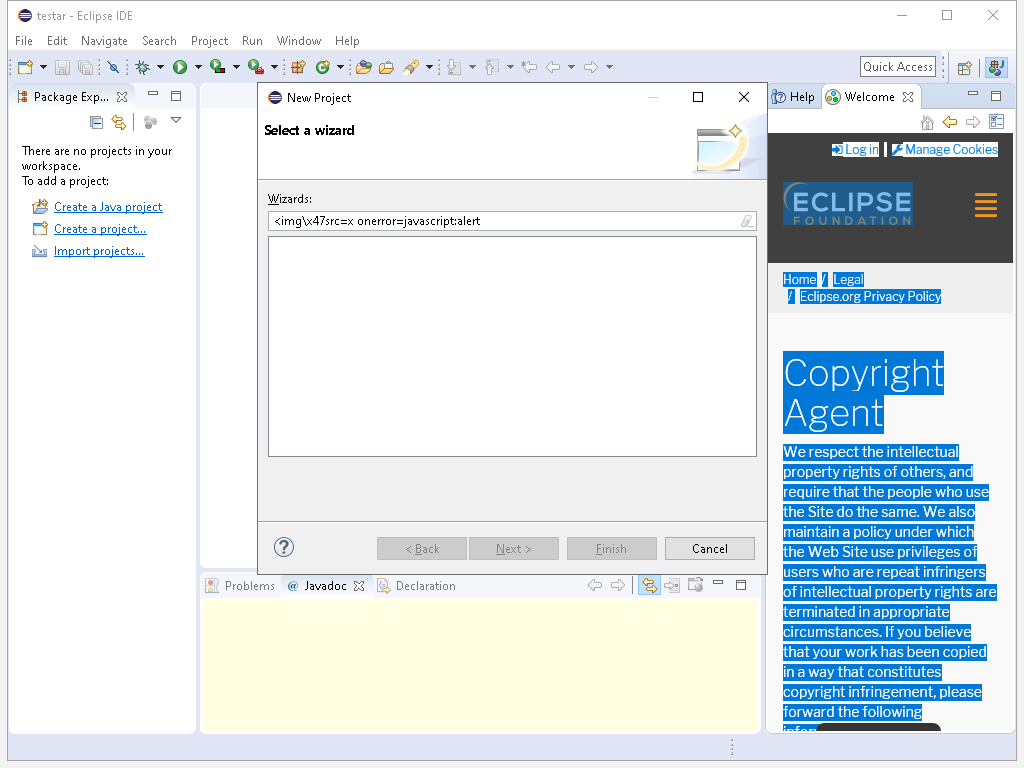 testar - Eclipse IDE
File Edit Navigate Search Project Run Window Help
Quick Access
Package Exp...
There are no projects in your
workspace.
To add a project:
Create a Java project
Create a project...
Import projects...
New Project
Select a wizard
Wizards:
<img\x47src=x onerror=javascript:alert
< Back
Next >
Finish
Cancel
Problems
@ Javadoc
Declaration
Help
Welcome
Log in | Manage Cookies
ECLIPSE
FOUNDATION
Home / Legal
/ Eclipse.org Privacy Policy
Copyright
Agent
We respect the intellectual
property rights of others, and
require that the people who use
the Site do the same. We also
maintain a policy under which
the Web Site use privileges of
users who are repeat infringers
of intellectual property rights are
terminated in appropriate
circumstances. If you believe
that your work has been copied
in a way that constitutes
copyright infringement, please
forward the following